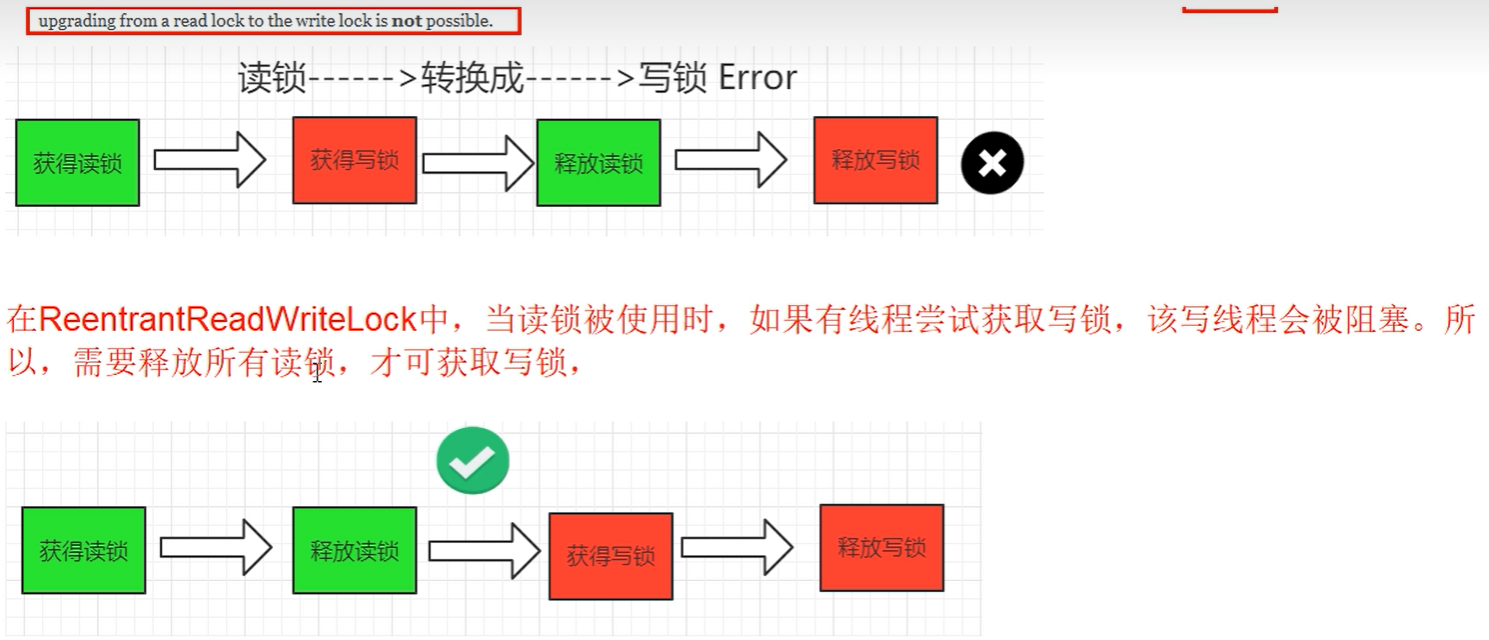 upgrading from a read lock to the write lock is not possible.
读锁------>转换成------>写锁 Error
获得读锁
获得写锁
释放读锁
释放写锁
在ReentrantReadWriteLock中，当读锁被使用时，如果有线程尝试获取写锁，该写线程会被阻塞。所
以，需要释放所有读锁，才可获取写锁，
获得读锁
释放读锁
获得写锁
释放写锁